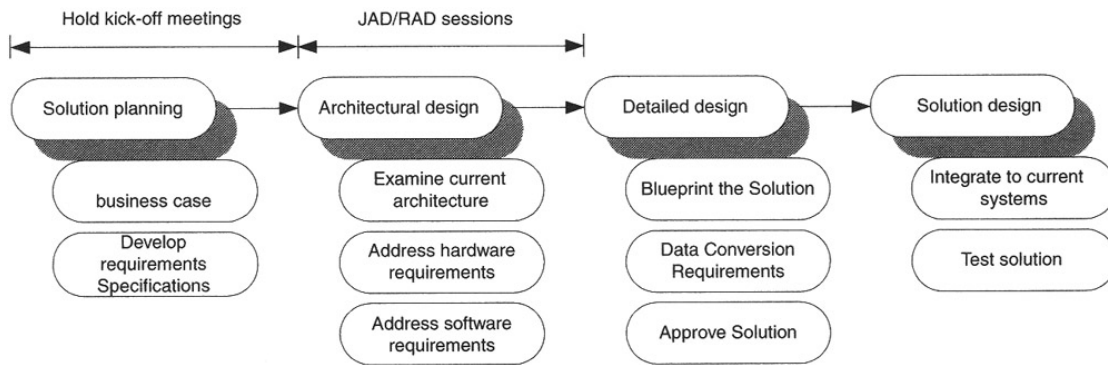 Hold kick-off meetings
JAD/RAD sessions
Solution planning
Architectural design
Detailed design
Solution design
business case
Develop
requirements
Specifications
Examine current
architecture
Address hardware
requirements
Address software
requirements
Blueprint the Solution
Data Conversion
Requirements
Approve Solution
Integrate to current
systems
Test solution